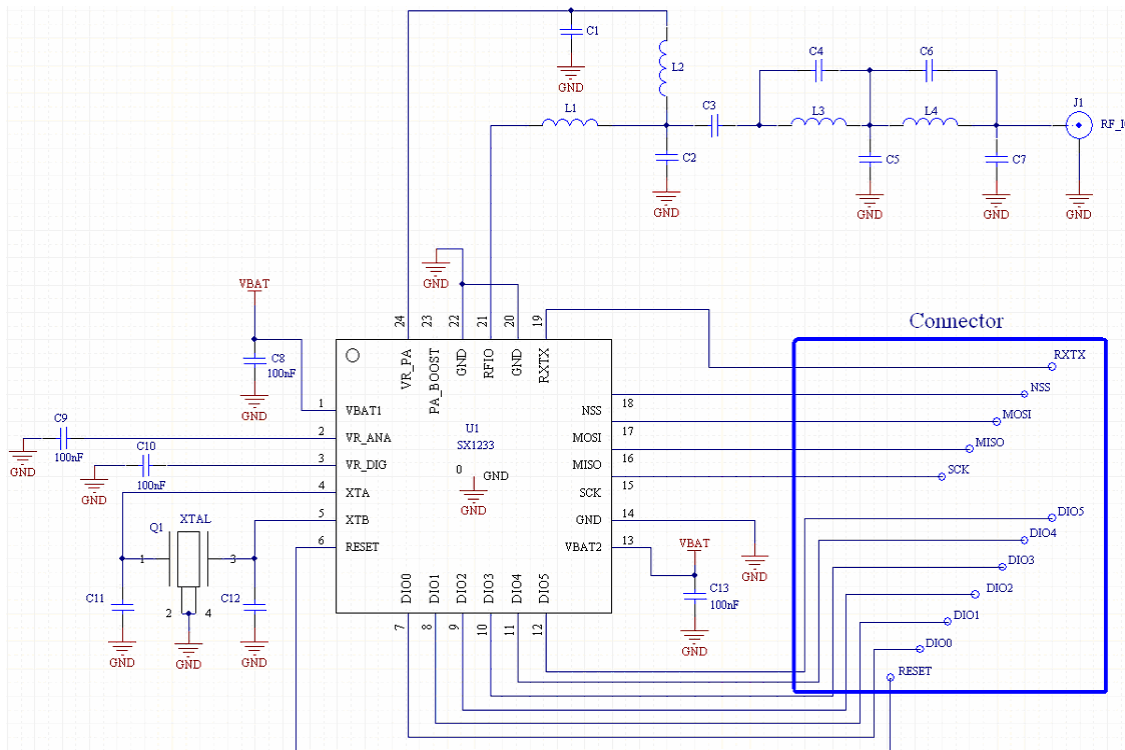 C1
GND
L2
C4
C6
L1
C3
L3
L4
J1
RF_I
C2
C5
C7
GND
GND
GND
GND
GND
VBAT
24
23
22
21
20
19
Connector
VR_PA
PA_BOOST
GND
RFIO
GND
RXTX
RXTX
C8
100nF
GND
NSS
1
VBAT1
NSS
18
MOSI
C9
100nF
GND
2
VR_ANA
U1
SX1233
MOSI
17
MISO
C10
100nF
GND
3
VR_DIG
0
GND
GND
MISO
16
SCK
4
XTA
SCK
15
Q1
XTAL
5
XTB
GND
14
DIO5
6
RESET
VBAT2
13
VBAT
GND
DIO4
1
3
DIO3
C11
C12
2
4
DIO0
DIO1
DIO2
DIO3
DIO4
DIO5
C13
100nF
DIO2
DIO1
7
8
9
10
11
12
GND
GND
GND
GND
DIO0
RESET